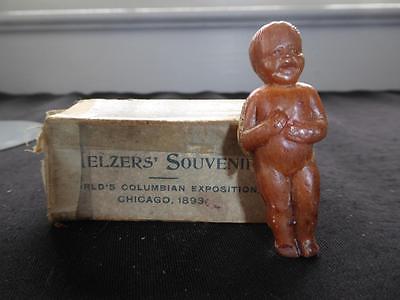 ELZERS' SOUVENI
RLD'S COLUMBIAN EXPOSITION,
CHICAGO, 1893.